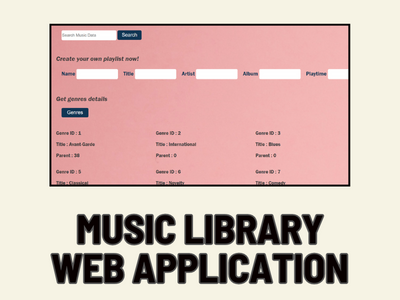 Search Music Data Search
Create your own playlist now!
Name Title Artist Album Playtime
Get genres details
Genres
Genre ID : 1 Genre ID : 2 Genre ID : 3
Title : Avant-Garde Title : International Title : Blues
Parent : 38 Parent : 0 Parent : 0
Genre ID : 5 Genre ID : 6 Genre ID : 7
Title : Classical Title : Novelty Title : Comedy
MUSIC LIBRARY
WEB APPLICATION